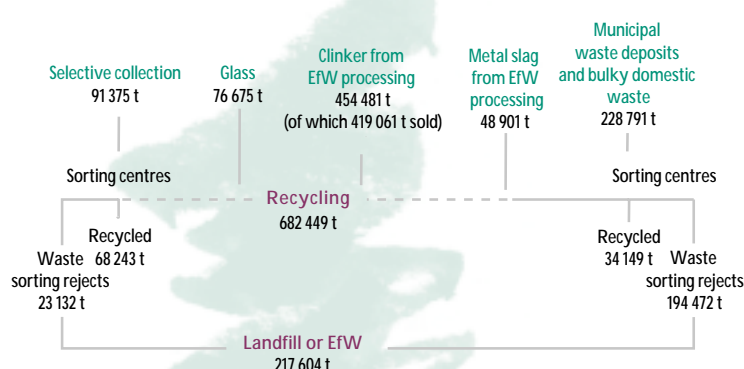 Selective collection
91 375 t
Glass
76 675 t
Clinker from
EfW processing
454 481 t
(of which 419 061 t sold)
Metal slag
from EfW
processing
48 901 t
Municipal
waste deposits
and bulky domestic
waste
228 791 t
Sorting centres
Sorting centres
Recycling
682 449 t
Recycled
68 243 t
Waste
sorting rejects
23 132 t
Recycled
34 149 t
Waste
sorting rejects
194 472 t
Landfill or EfW
217 604 t